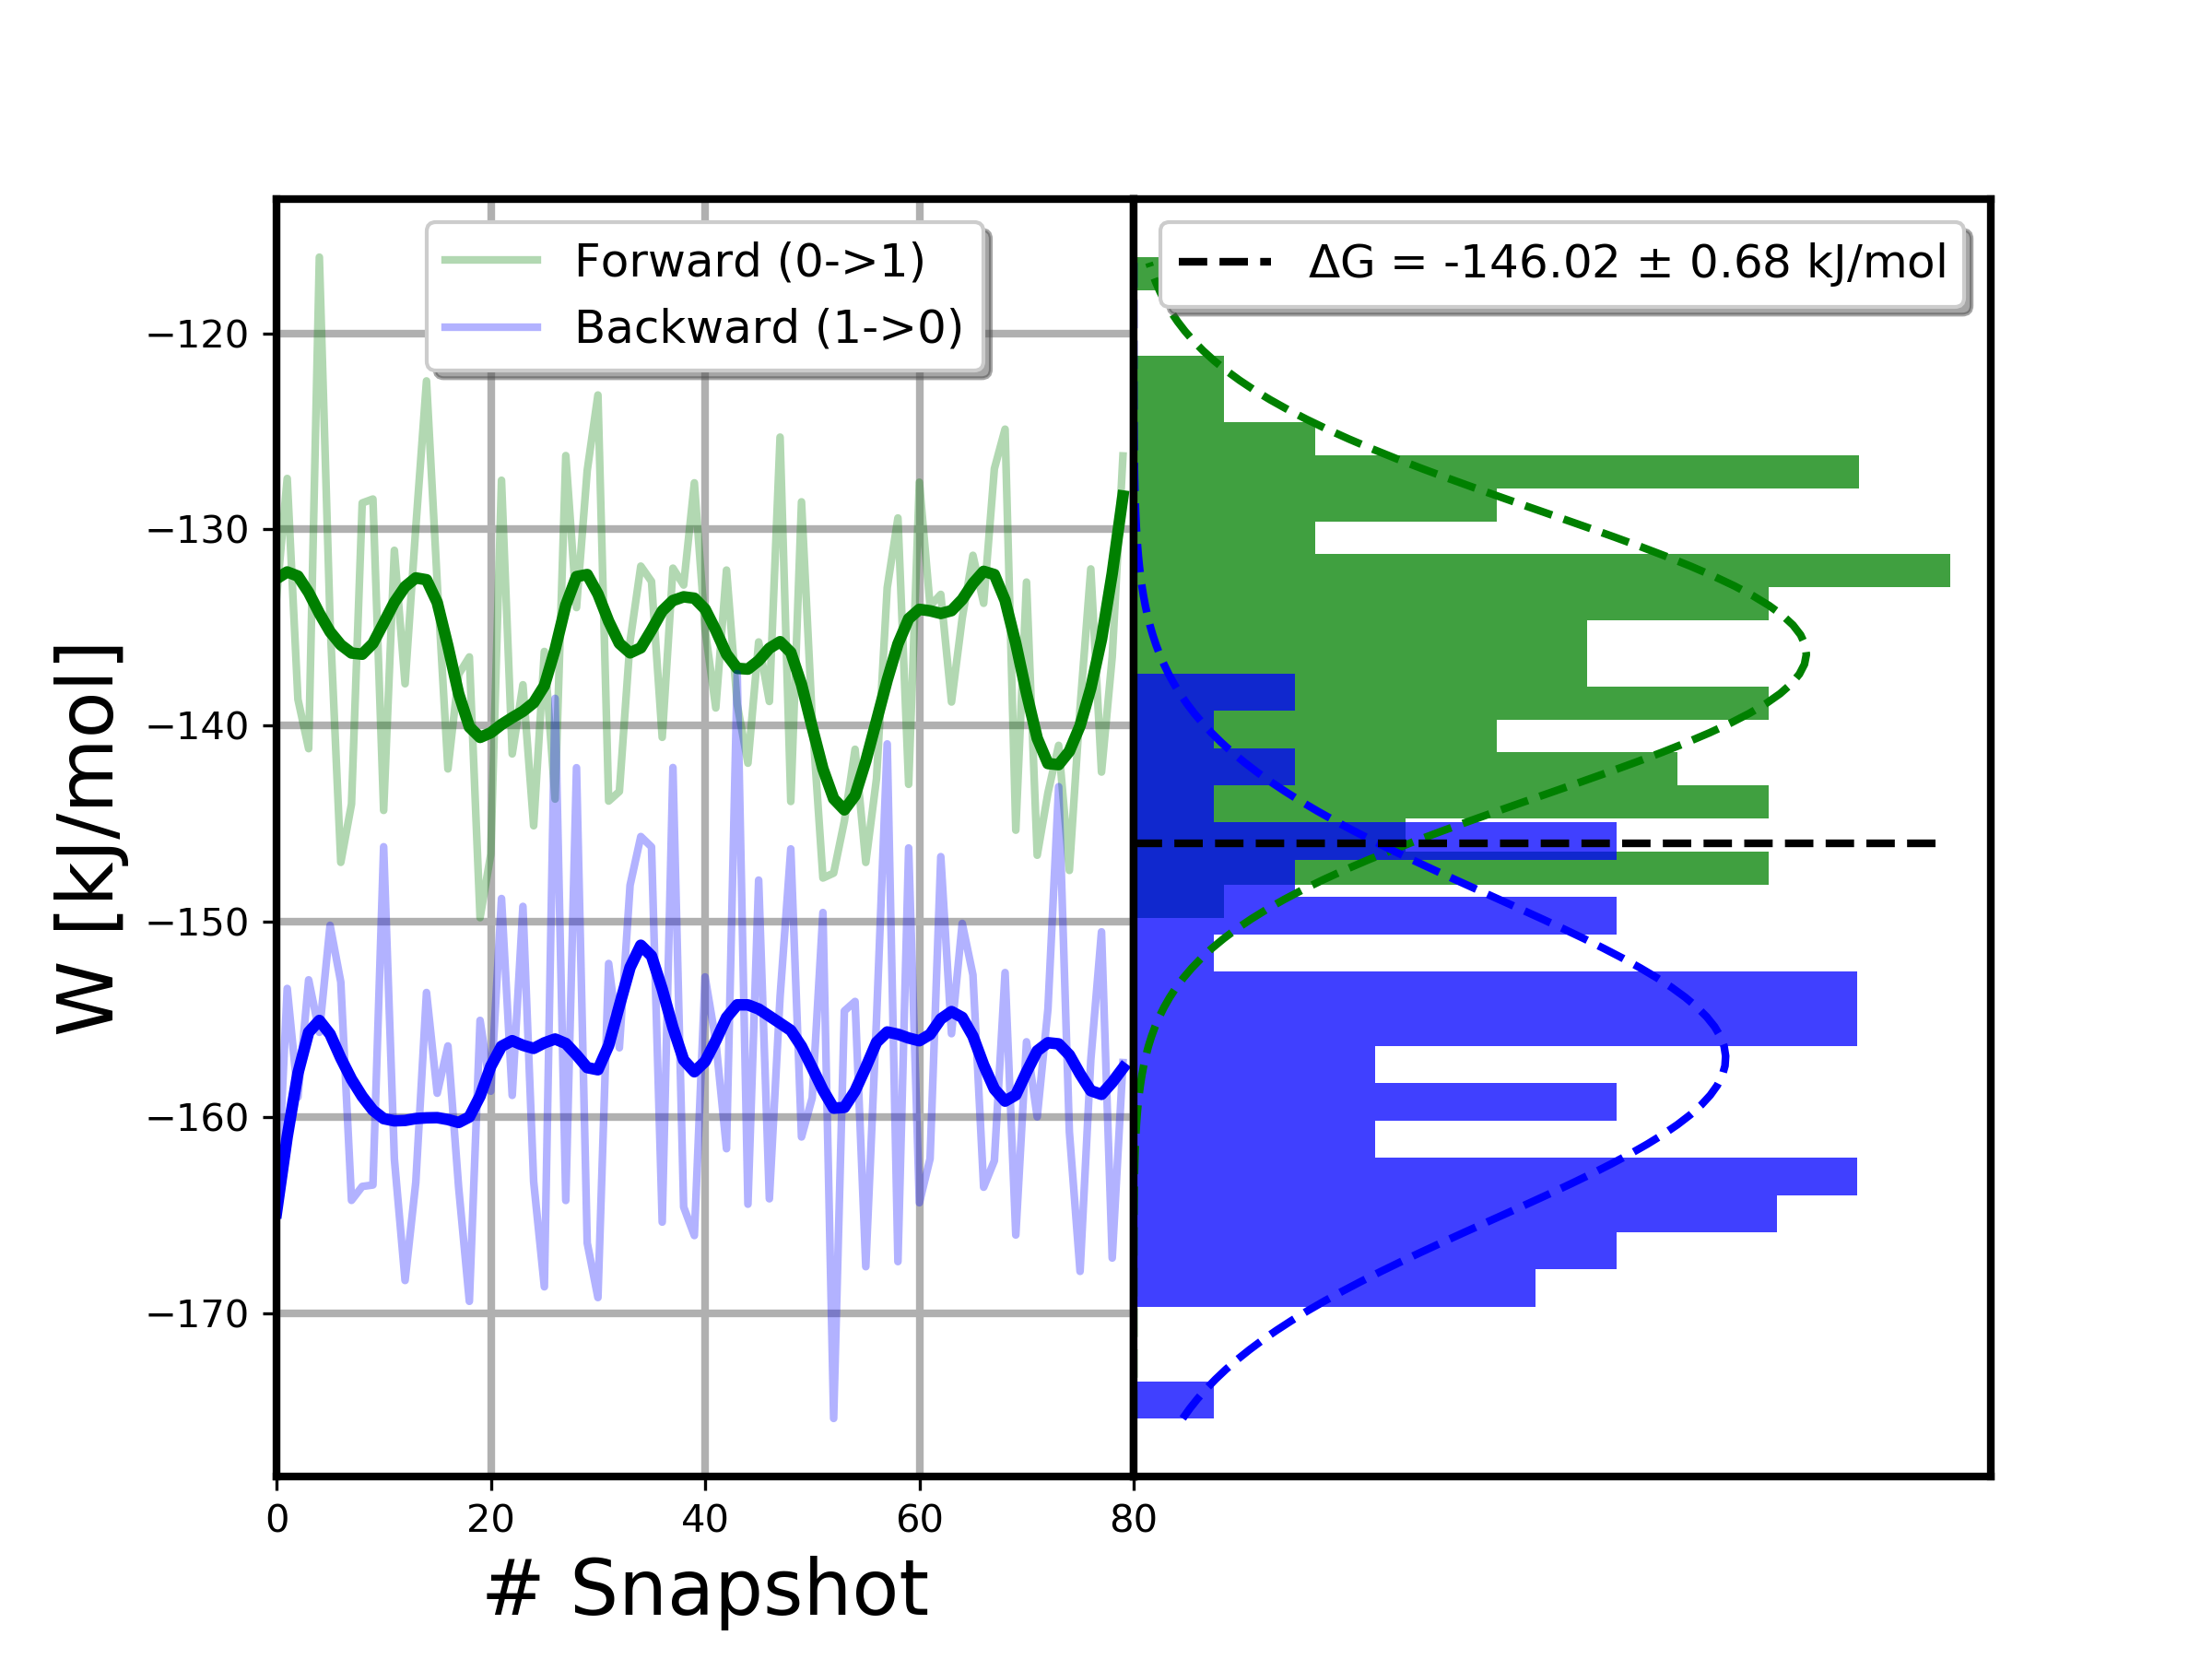 Forward (0->1)
Backward (1->0)
ΔG = -146.02 ± 0.68 kJ/mol
−120
−130
−140
−150
−160
−170
W [kJ/mol]
0 20 40 60 80
# Snapshot